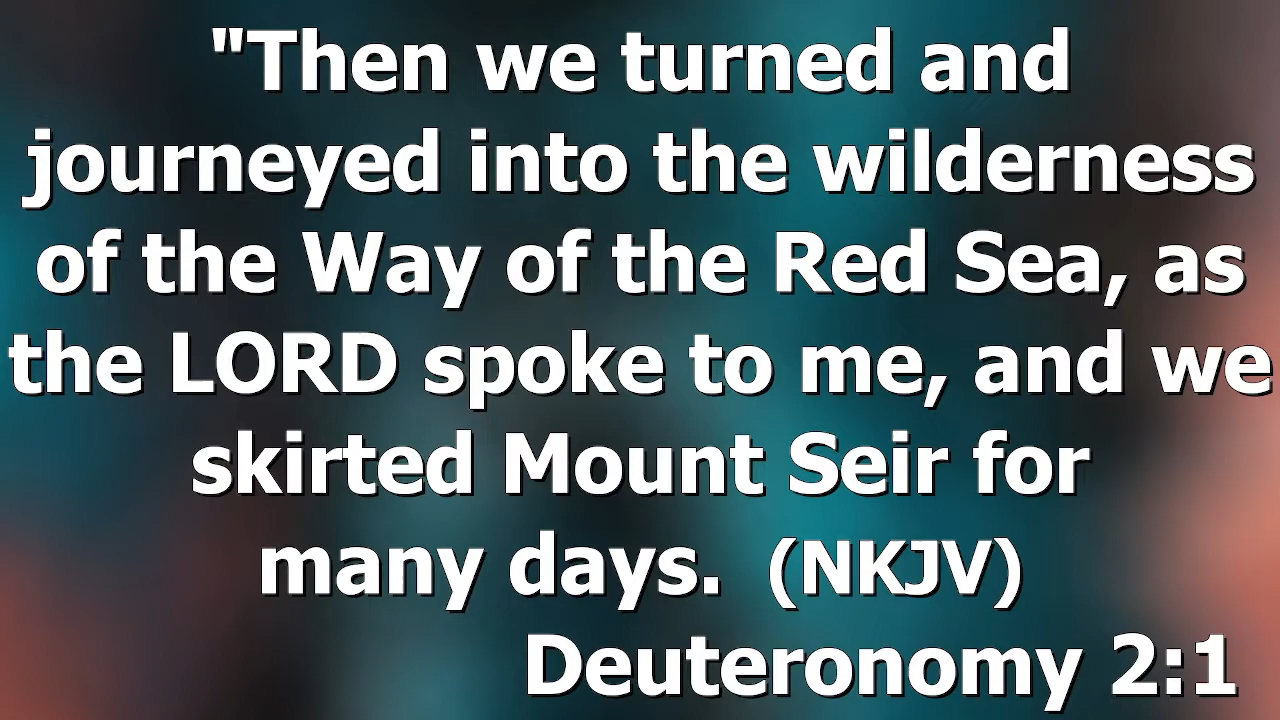 "Then we turned and
journeyed into the wilderness
of the Way of the Red Sea, as
the LORD spoke to me, and we
skirted Mount Seir for
many days.  (NKJV)
Deuteronomy 2:1